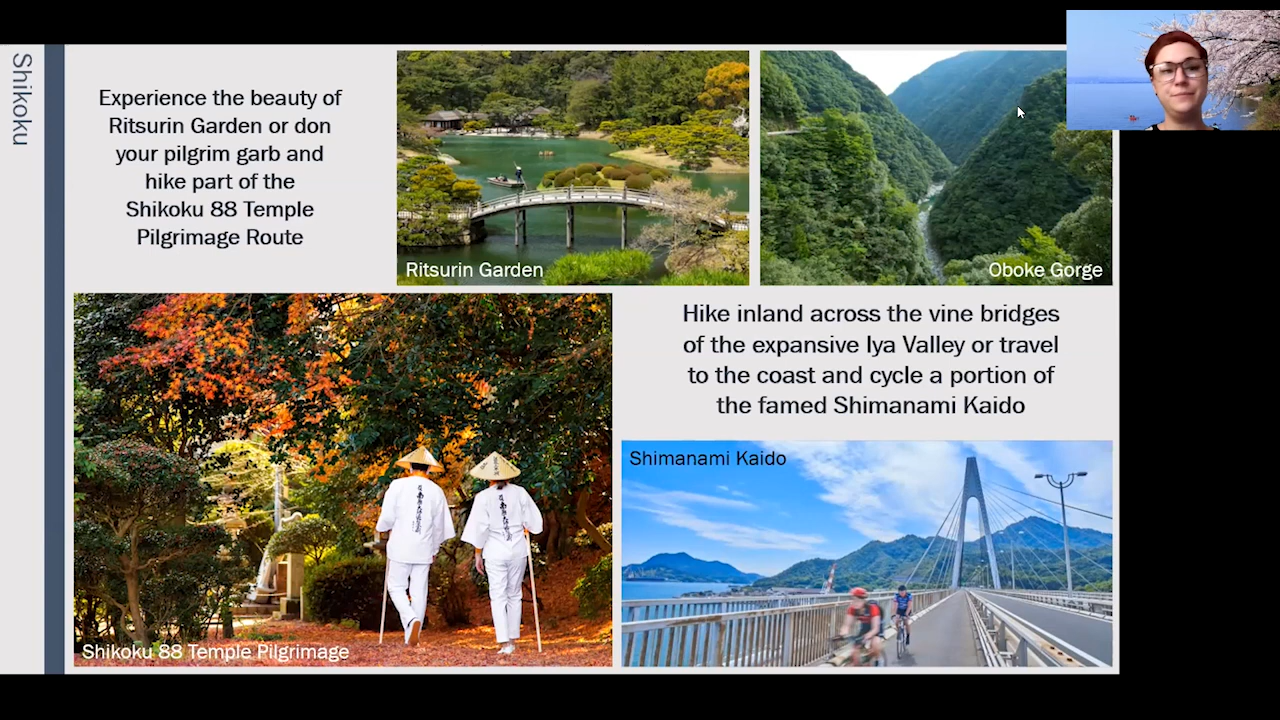 Shikoku
Experience the beauty of
Ritsurin Garden or don
your pilgrim garb and
hike part of the
Shikoku 88 Temple
Pilgrimage Route
Ritsurin Garden
Oboke Gorge
Hike inland across the vine bridges
of the expansive Iya Valley or travel
to the coast and cycle a portion of
the famed Shimanami Kaido
Shimanami Kaido
Shikoku 88 Temple Pilgrimage